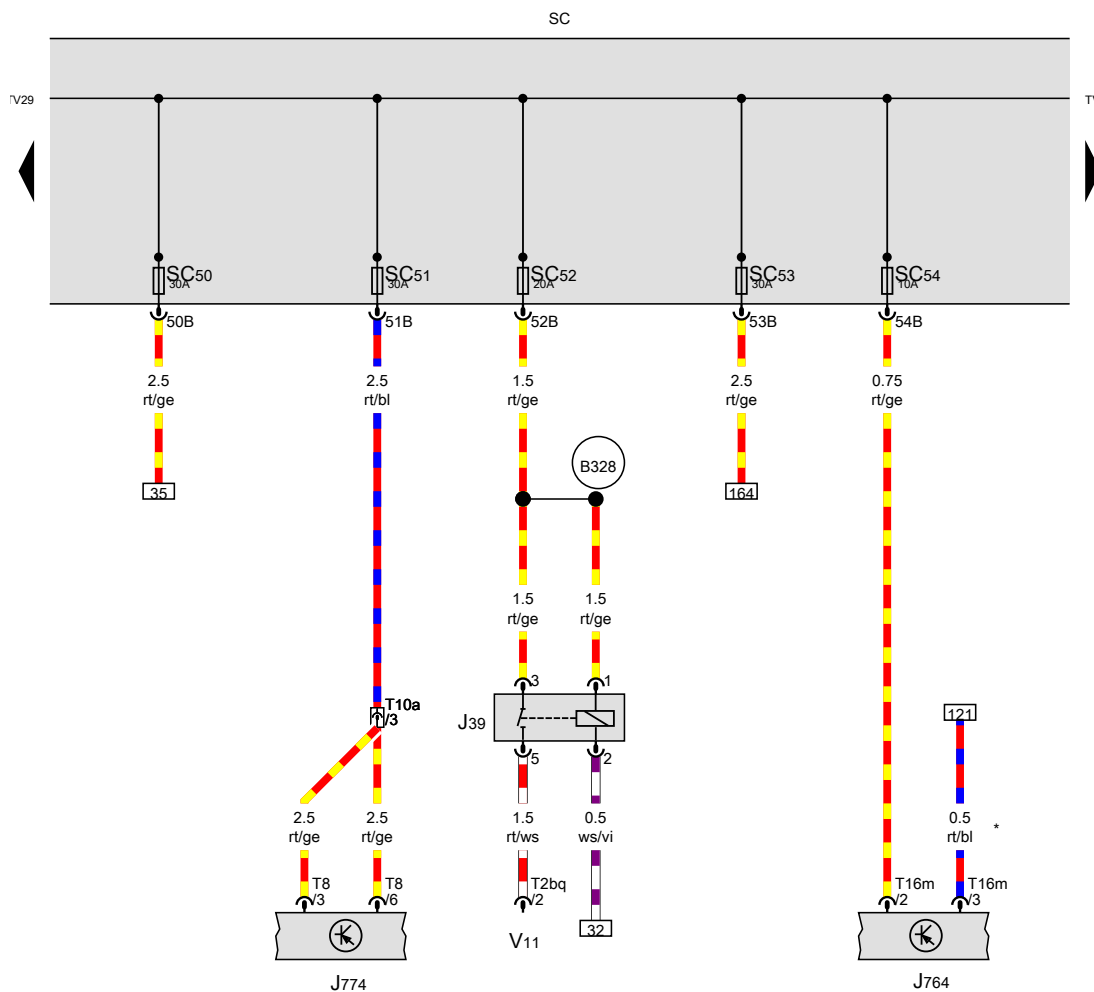 SC
TV29
TV
SC50
30A
SC51
30A
SC52
20A
SC53
30A
SC54
10A
50B
51B
52B
53B
54B
2.5
rt/ge
2.5
rt/bl
1.5
rt/ge
2.5
rt/ge
0.75
rt/ge
B328
35
164
1.5
rt/ge
1.5
rt/ge
3
1
T10a
/3
J39
121
5
2
2.5
rt/ge
2.5
rt/ge
1.5
rt/ws
0.5
ws/vi
0.5
rt/bl
*
T8
/3
T8
/6
T2bq
/2
T16m
/2
T16m
/3
32
V11
J774
J764